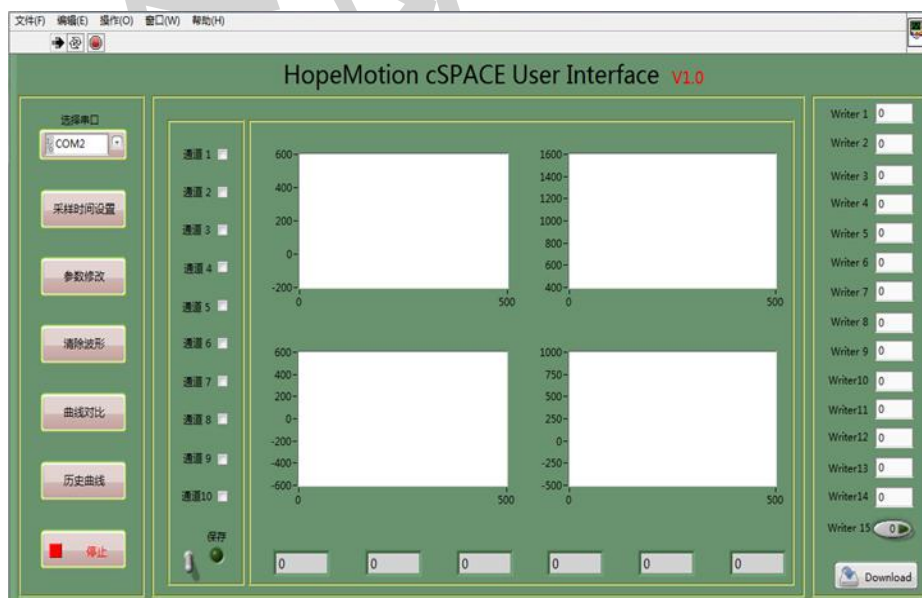 文件(F) 编辑(E) 操作(O) 窗口(W) 帮助(H)
HopeMotion cSPACE User Interface V1.0
选择串口
COM2
采样时间设置
参数修改
清除波形
曲线对比
历史曲线
停止
通道 1
通道 2
通道 3
通道 4
通道 5
通道 6
通道 7
通道 8
通道 9
通道10
保存
600
400
200
0
-200
0 500
1600
1400
1200
1000
800
600
400
0 500
600
400
200
0
-200
-400
-600
0 500
1000
750
500
250
0
-250
-500
0 500
0 0 0 0 0 0
Writer 1 0
Writer 2 0
Writer 3 0
Writer 4 0
Writer 5 0
Writer 6 0
Writer 7 0
Writer 8 0
Writer 9 0
Writer10 0
Writer11 0
Writer12 0
Writer13 0
Writer14 0
Writer 15 0
Download